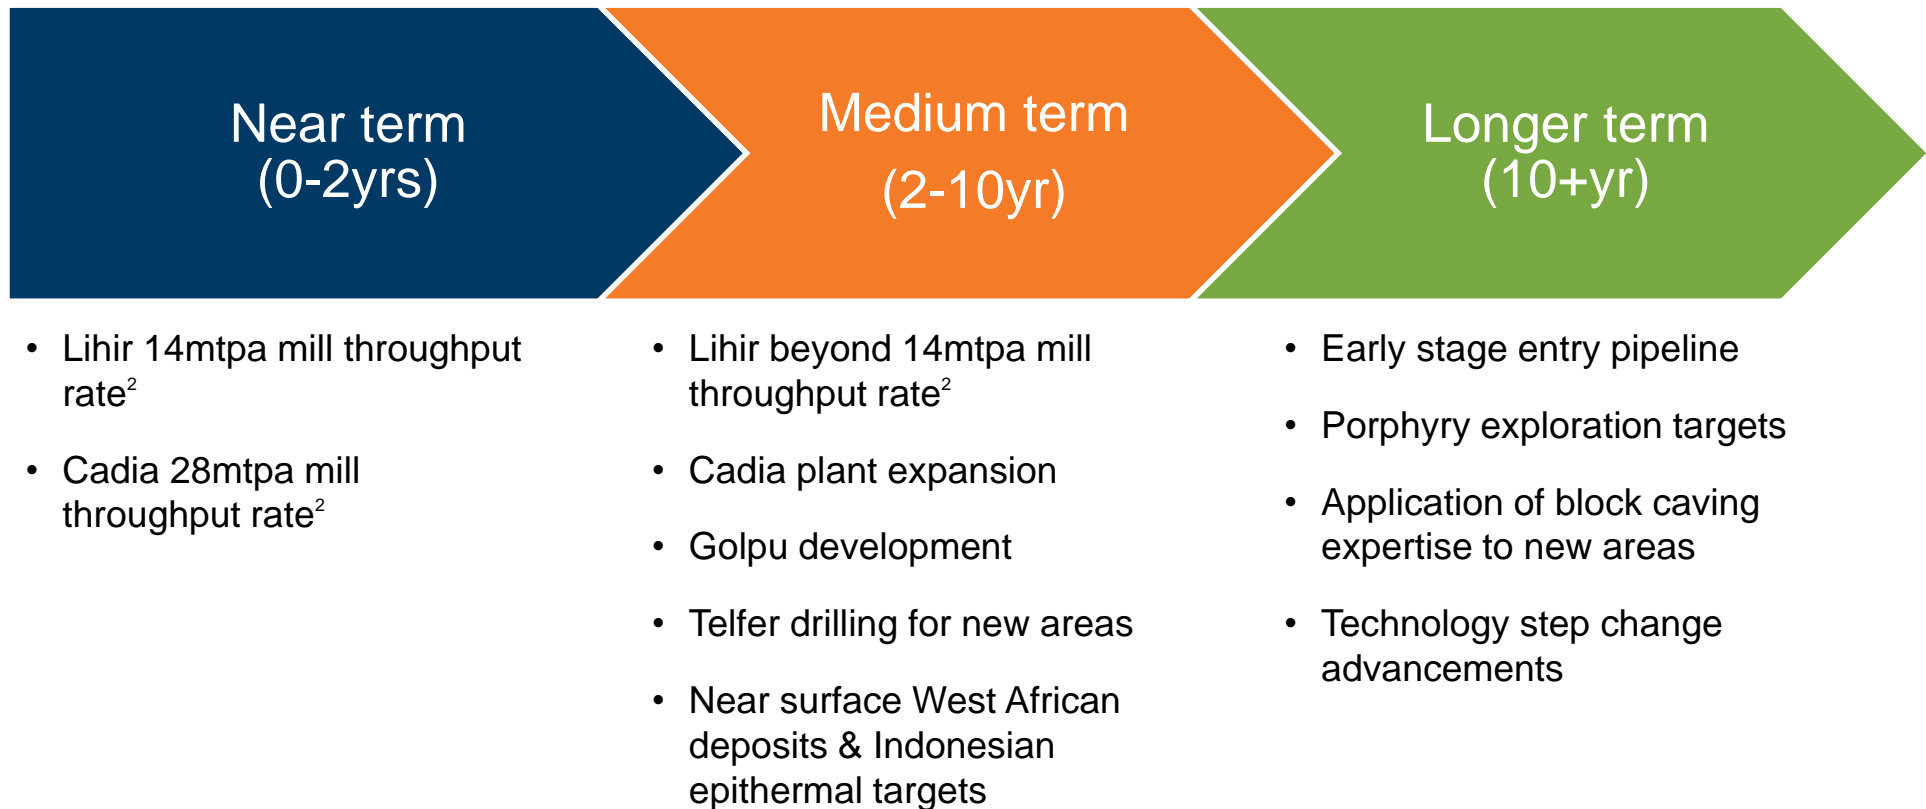 Near term
(0-2yrs)
Medium term
(2-10yr)
Longer term
(10+yr)
• Lihir 14mtpa mill throughput
rate²
• Cadia 28mtpa mill
throughput rate²
• Lihir beyond 14mtpa mill
throughput rate²
• Cadia plant expansion
• Golpu development
• Telfer drilling for new areas
• Near surface West African
deposits & Indonesian
epithermal targets
• Early stage entry pipeline
• Porphyry exploration targets
• Application of block caving
expertise to new areas
• Technology step change
advancements